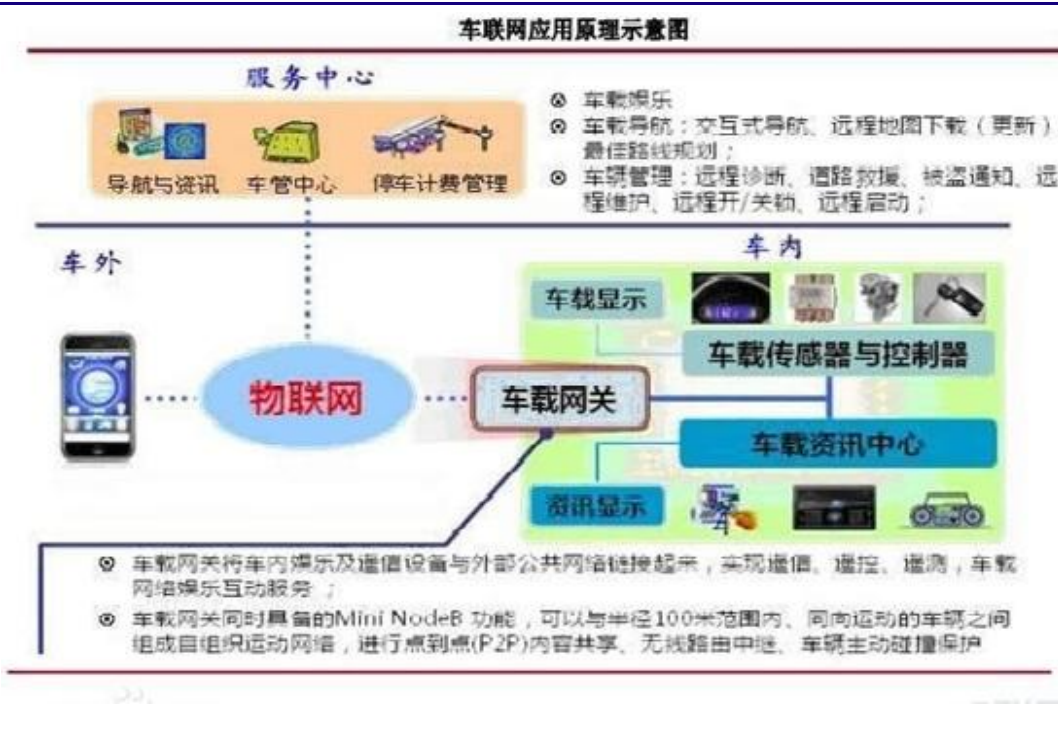 车联网应用原理示意图
服务中心
导航与资讯
车管中心
停车计费管理
车载娱乐
车载导航：交互式导航、远程地图下载（更新）
最佳路线规划；
车辆管理：远程诊断、道路救援、被盗通知、远
程维护、远程开/关锁、远程启动；
车外
车内
车载显示
车载传感器与控制器
物联网
车载网关
车载资讯中心
资讯显示
车载网关将车内娱乐及通信设备与外部公共网络链接起来，实现通信、遥控、遥测，车载
网络娱乐互动服务；
车载网关同时具备的Mini NodeB 功能，可以与半径100米范围内、同向运动的车辆之间
组成自组织运动网络，进行点到点(P2P)内容共享、无线路由中继、车辆主动碰撞保护